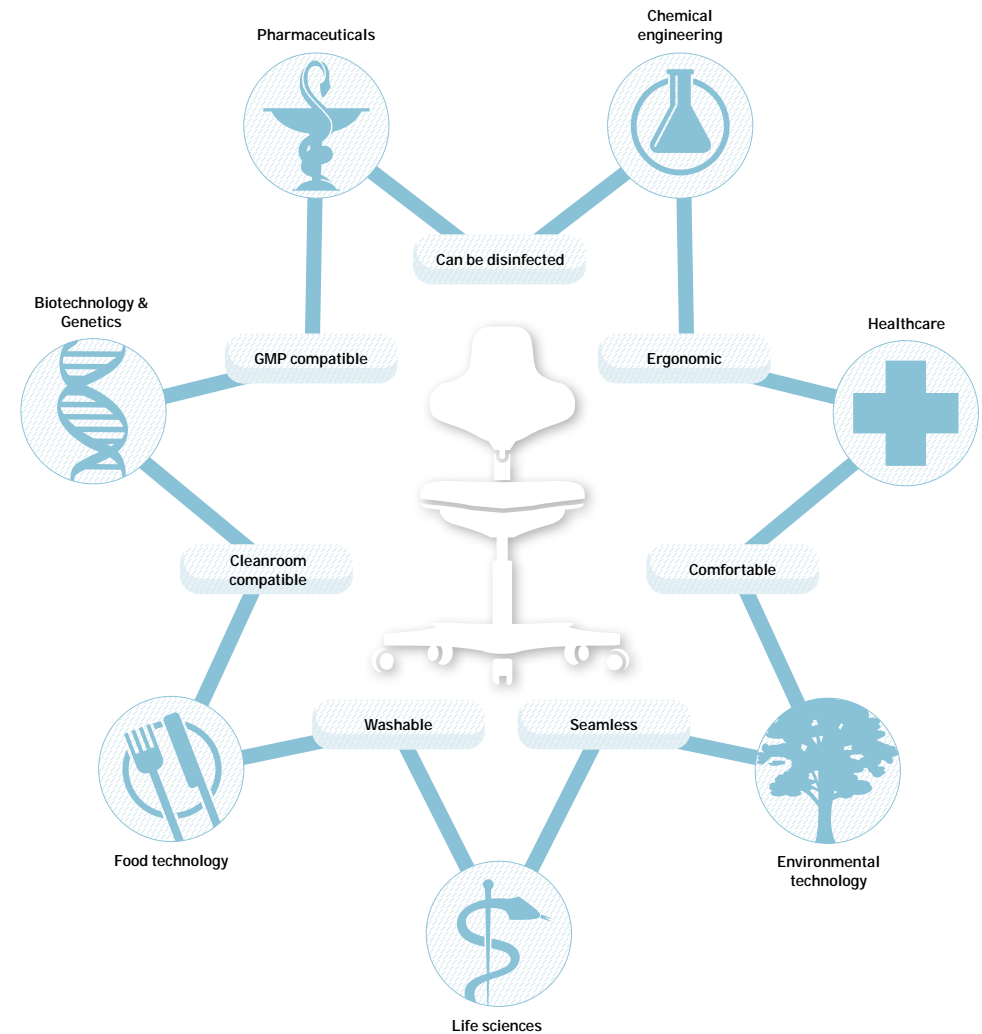 Chemical
engineering
Pharmaceuticals
Can be disinfected
Biotechnology &
Genetics
Healthcare
GMP compatible
Ergonomic
Cleanroom
compatible
Comfortable
Washable
Seamless
Food technology
Environmental
technology
Life sciences